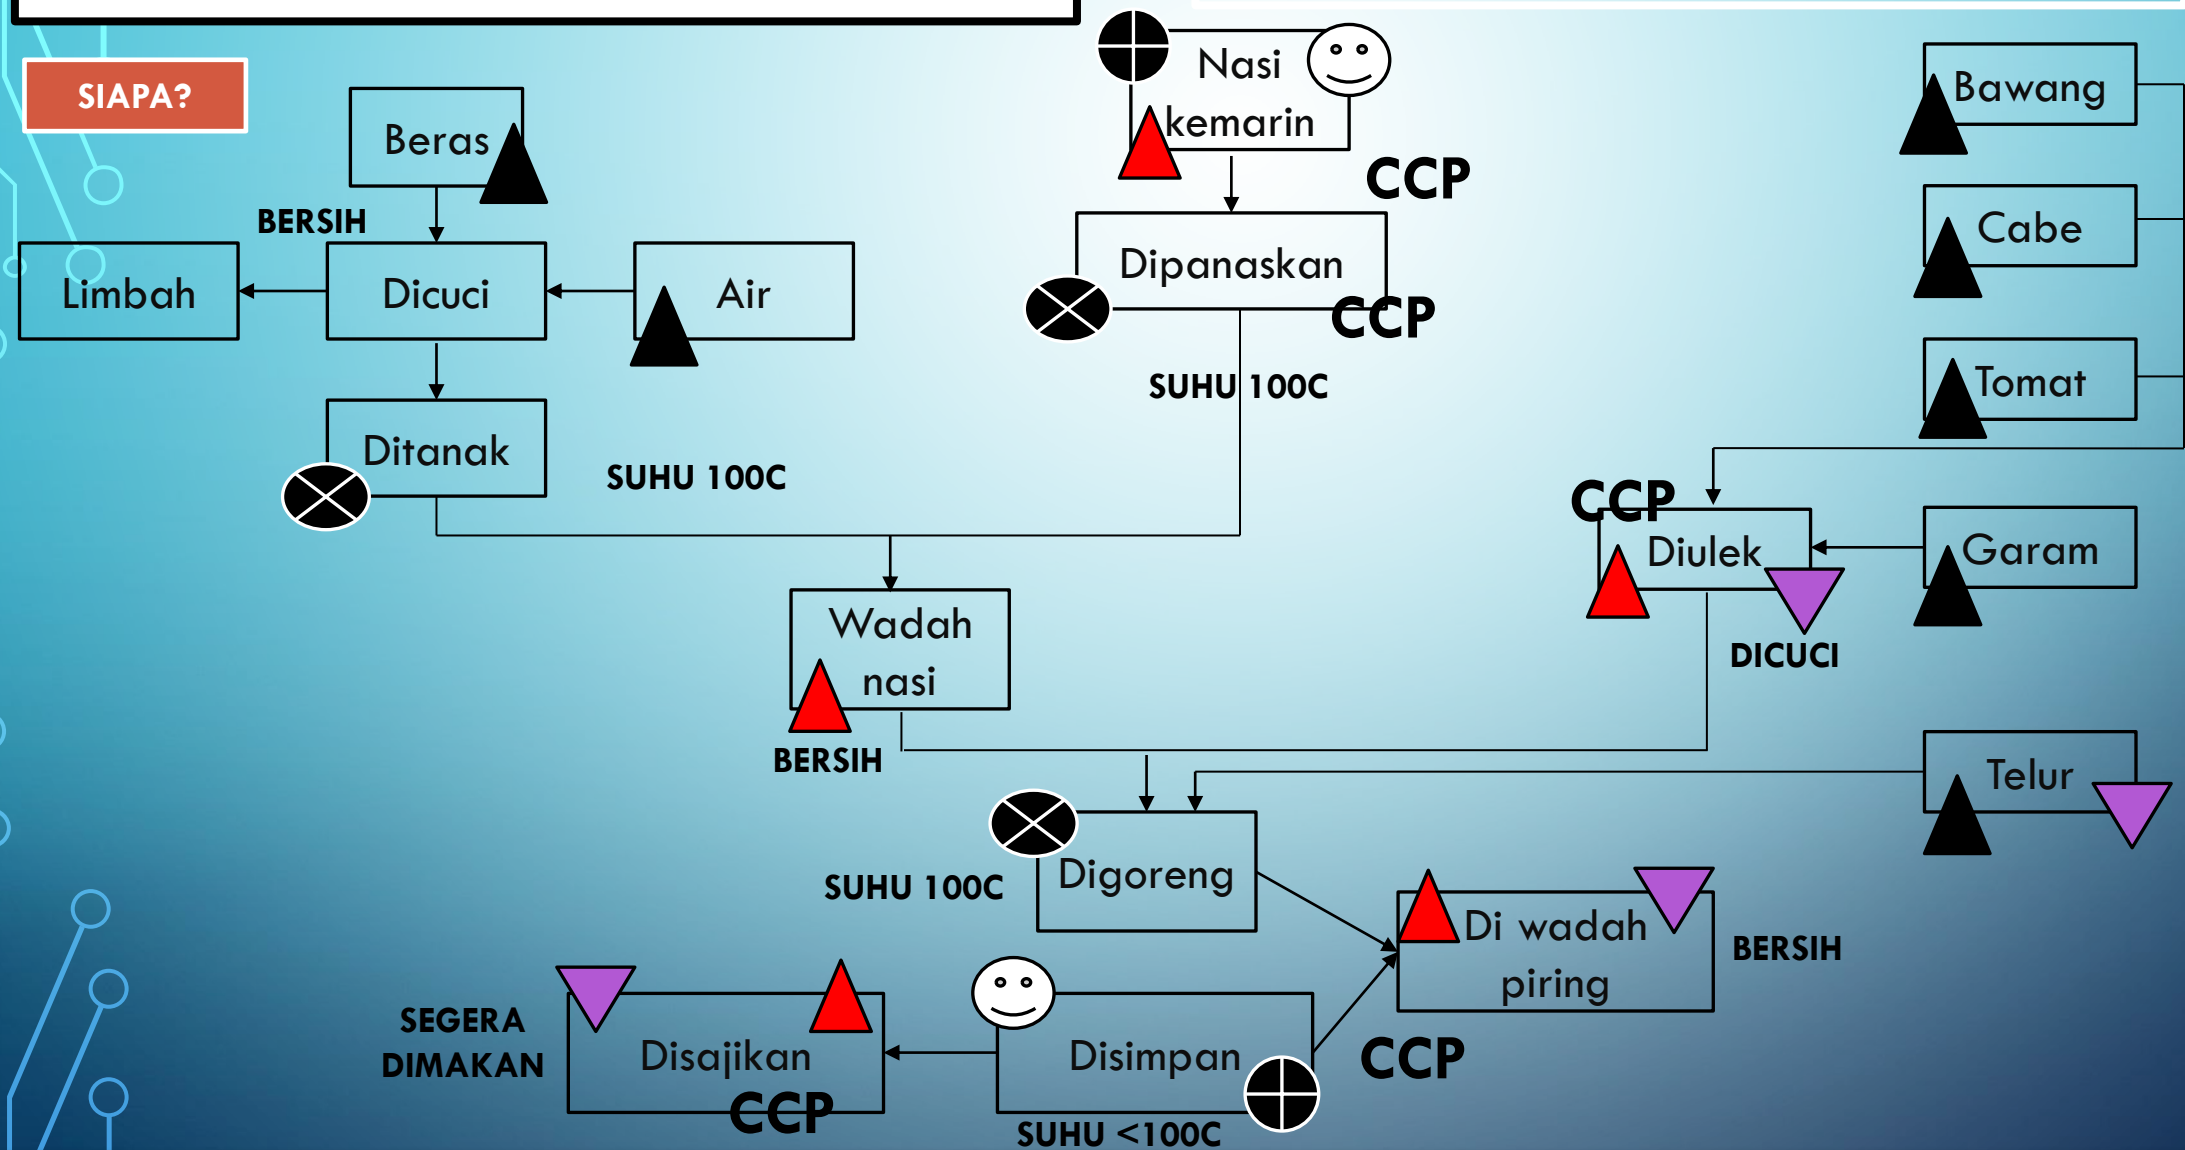 SIAPA?
Nasi
kemarin
Bawang
Beras
CCP
BERSIH
Cabe
Limbah
Dicuci
Air
Dipanaskan
CCP
SUHU 100C
Tomat
Ditanak
SUHU 100C
CCP
Diulek
Garam
Wadah
nasi
DICUCI
BERSIH
Telur
Digoreng
SUHU 100C
Di wadah
piring
BERSIH
SEGERA
DIMAKAN
Disajikan
CCP
Disimpan
CCP
SUHU <100C